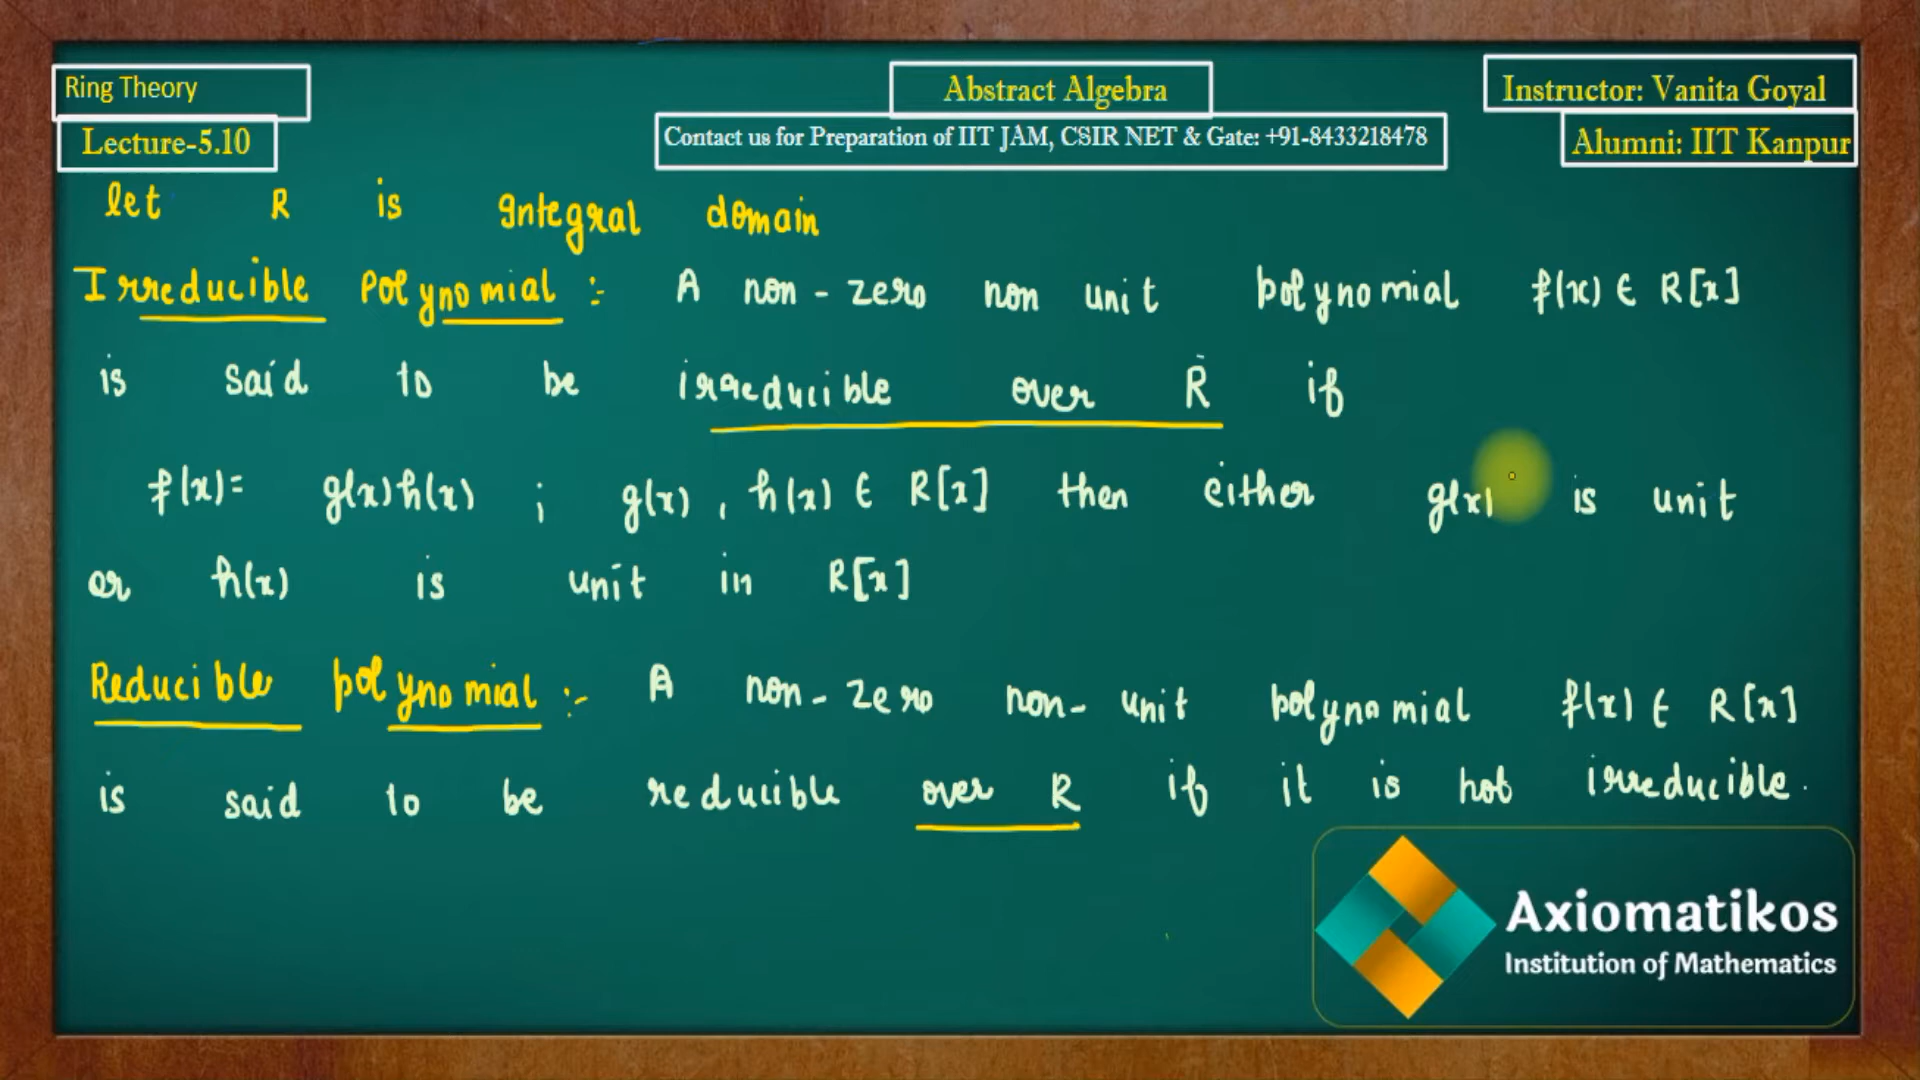 Ring Theory
Abstract Algebra
Instructor: Vanita Goyal
Lecture-5.10
Contact us for Preparation of IIT JAM, CSIR NET & Gate: +91-8433218478
Alumni: IIT Kanpur
let R is Integral domain
Irreducible Polynomial :- A non-zero non unit polynomial f(x) ∈ R[x]
is said to be irreducible over R if
f(x) = g(x) h(x) ; g(x), h(x) ∈ R[x] then either g(x) is unit
or h(x) is unit in R[x]
Reducible polynomial :- A non-zero non-unit polynomial f(x) ∈ R[x]
is said to be reducible over R if it is not irreducible.
Axiomatikos
Institution of Mathematics